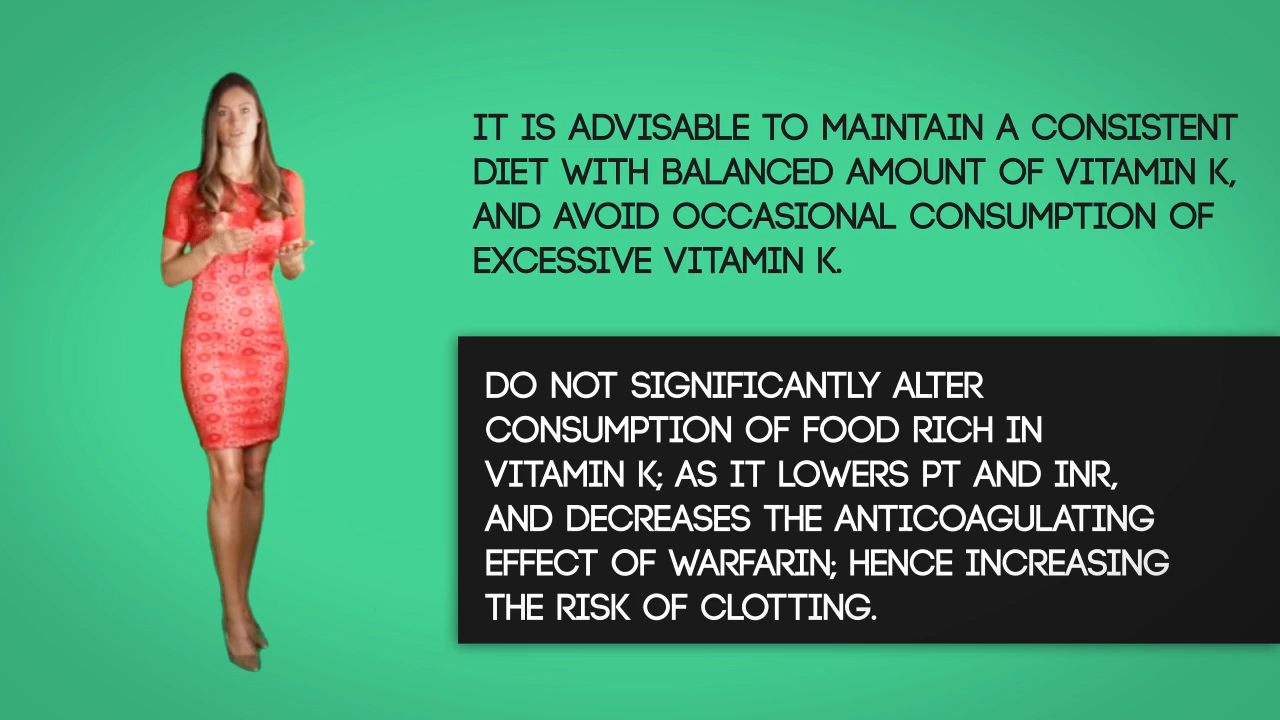 IT IS ADVISABLE TO MAINTAIN A CONSISTENT
DIET WITH BALANCED AMOUNT OF VITAMIN K,
AND AVOID OCCASIONAL CONSUMPTION OF
EXCESSIVE VITAMIN K.
DO NOT SIGNIFICANTLY ALTER
CONSUMPTION OF FOOD RICH IN
VITAMIN K; AS IT LOWERS PT AND INR,
AND DECREASES THE ANTICOAGULATING
EFFECT OF WARFARIN; HENCE INCREASING
THE RISK OF CLOTTING.